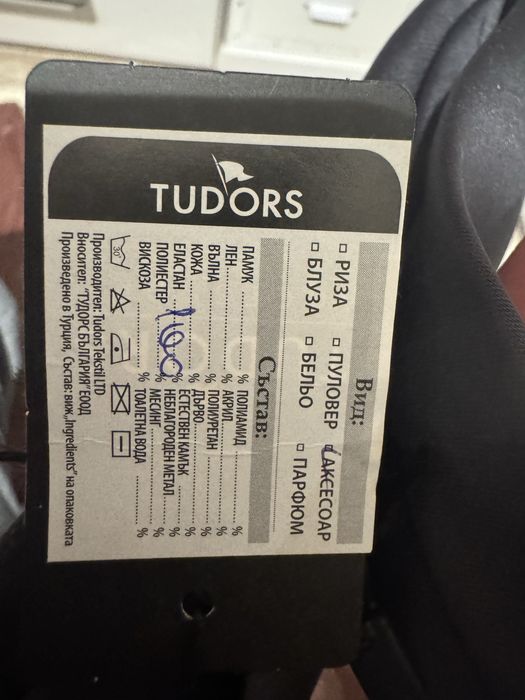 TUDORS
Вид:
□ РИЗА □ ПУЛОВЕР □ АКСЕСОАР
□ БЛУЗА □ БЕЛЬО □ ПАРФЮМ
Състав:
ПАМУК ............ % ПОЛИАМИД ............ %
ЛЕН ............ % АКРИЛ ............ %
ВЪЛНА ............ % ПОЛИУРЕТАН ............ %
КОЖА ............ % ДЪРВО ............ %
ЕЛАСТАН ............ % ЕСТЕСТВЕН КАМЪК ............ %
ПОЛИЕСТЕР 100 % НЕБЛАГОРОДЕН МЕТАЛ ............ %
ВИСКОЗА ............ % МЕСИНГ ............ %
% ТОАЛЕТНА ВОДА ............ %
30°
Производител: Tudors Tekstil LTD
Вносител: "ТУДОРС БЪЛГАРИЯ" ЕООД
Произведено в Турция, Състав: виж „Ingredients" на опаковката